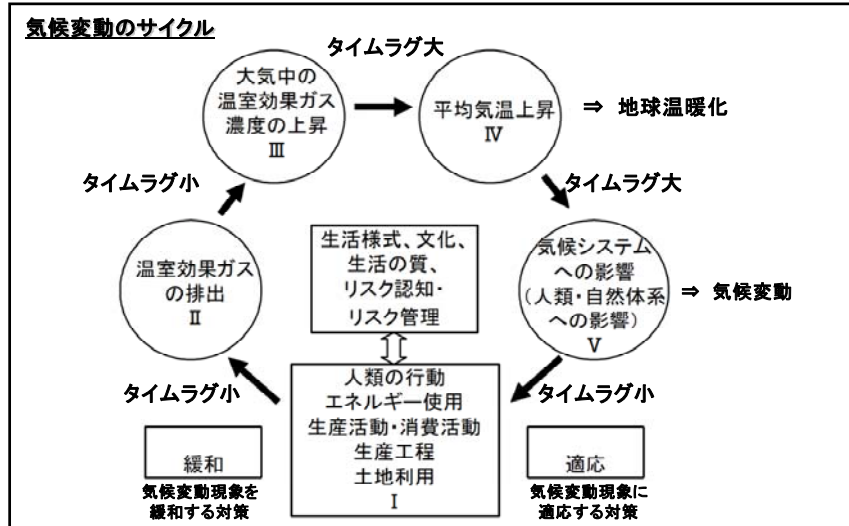 気候変動のサイクル
タイムラグ大
大気中の
温室効果ガス
濃度の上昇
Ⅲ
平均気温上昇
Ⅳ
⇒ 地球温暖化
タイムラグ小
タイムラグ大
温室効果ガス
の排出
Ⅱ
生活様式、文化、
生活の質、
リスク認知・
リスク管理
気候システム
への影響
(人類・自然体系
への影響)
Ⅴ
⇒ 気候変動
タイムラグ小
人類の行動
エネルギー使用
生産活動・消費活動
生産工程
土地利用
Ⅰ
タイムラグ小
緩和
気候変動現象を
緩和する対策
適応
気候変動現象に
適応する対策